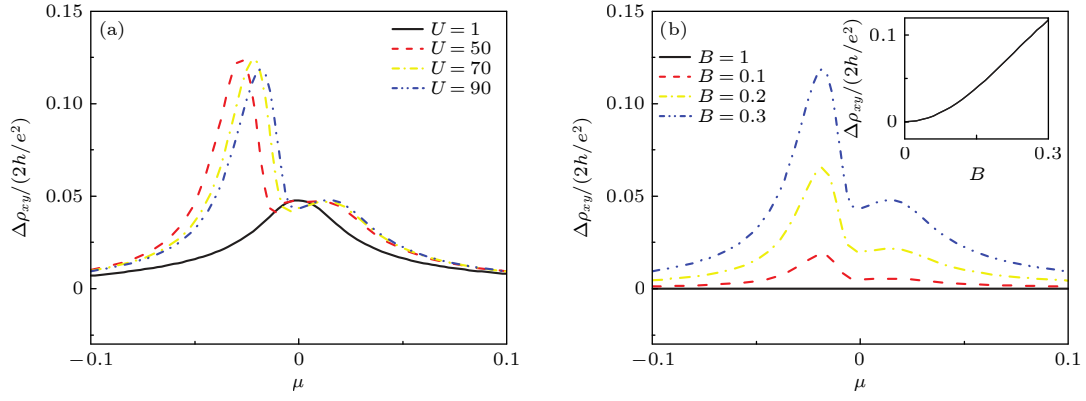 (a)
U = 1
U = 50
U = 70
U = 90
0.15
0.10
0.05
0
Δρxy/(2h/e²)
−0.1
0
0.1
μ
(b)
B = 1
B = 0.1
B = 0.2
B = 0.3
0.15
0.10
0.05
0
Δρxy/(2h/e²)
−0.1
0
0.1
μ
0.1
0
Δρxy/(2h/e²)
0
0.3
B